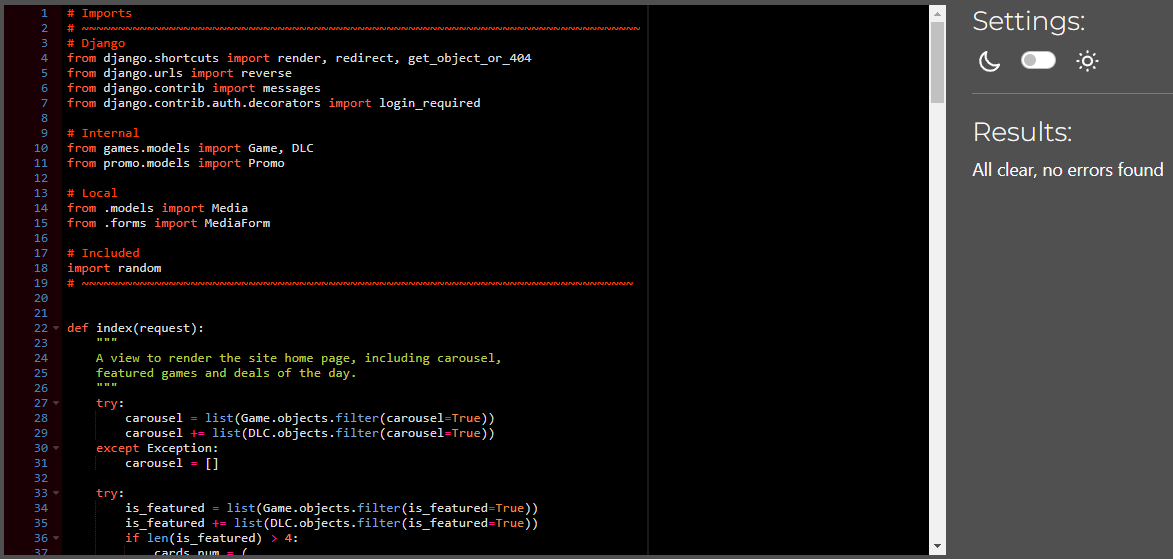 1 # Imports
2 # ~~~~~~~~~~~~~~~~~~~~~~~~~~~~~~~~~~~~~~~~~~~~~~~~~~~~~~~~~~~~~~~~~~~~~~~~~~~~~
3 # Django
4 from django.shortcuts import render, redirect, get_object_or_404
5 from django.urls import reverse
6 from django.contrib import messages
7 from django.contrib.auth.decorators import login_required
8
9 # Internal
10 from games.models import Game, DLC
11 from promo.models import Promo
12
13 # Local
14 from .models import Media
15 from .forms import MediaForm
16
17 # Included
18 import random
19 # ~~~~~~~~~~~~~~~~~~~~~~~~~~~~~~~~~~~~~~~~~~~~~~~~~~~~~~~~~~~~~~~~~~~~~~~~~~~~
20
21
22 def index(request):
23     """
24     A view to render the site home page, including carousel,
25     featured games and deals of the day.
26     """
27     try:
28         carousel = list(Game.objects.filter(carousel=True))
29         carousel += list(DLC.objects.filter(carousel=True))
30     except Exception:
31         carousel = []
32
33     try:
34         is_featured = list(Game.objects.filter(is_featured=True))
35         is_featured += list(DLC.objects.filter(is_featured=True))
36         if len(is_featured) > 4:
37             cards_num = (
Settings:
Results:
All clear, no errors found